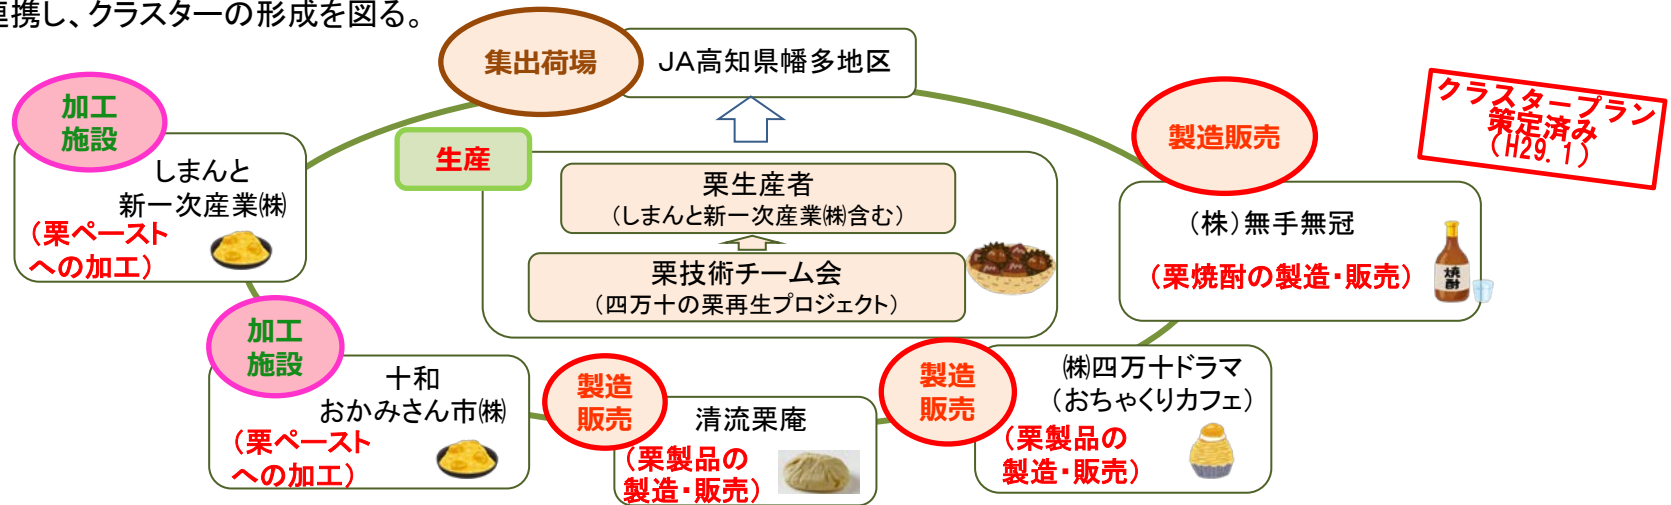 連携し、クラスターの形成を図る。
集出荷場
JA高知県幡多地区
加工
施設
しまんと
新一次産業㈱
(栗ペースト
への加工)
生産
栗生産者
(しまんと新一次産業㈱含む)
栗技術チーム会
(四万十の栗再生プロジェクト)
製造販売
(株)無手無冠
(栗焼酎の製造・販売)
焼
酎
クラスタープラン
策定済み
(H29.1)
加工
施設
十和
おかみさん市㈱
(栗ペースト
への加工)
製造
販売
清流栗庵
(栗製品の
製造・販売)
製造
販売
㈱四万十ドラマ
(おちゃくりカフェ)
(栗製品の
製造・販売)